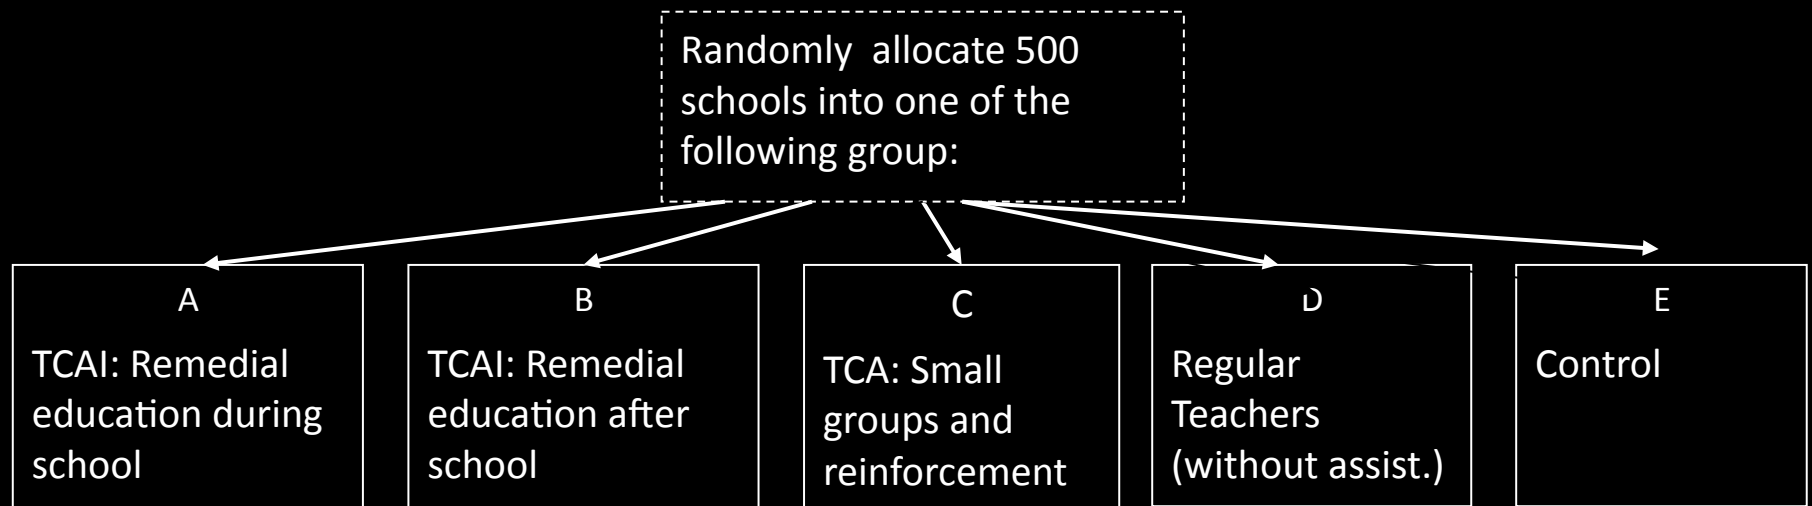 Randomly  allocate 500
schools into one of the
following group:
A
TCAI: Remedial
education during
school
B
TCAI: Remedial
education after
school
C
TCA: Small
groups and
reinforcement
D
Regular
Teachers
(without assist.)
E
Control